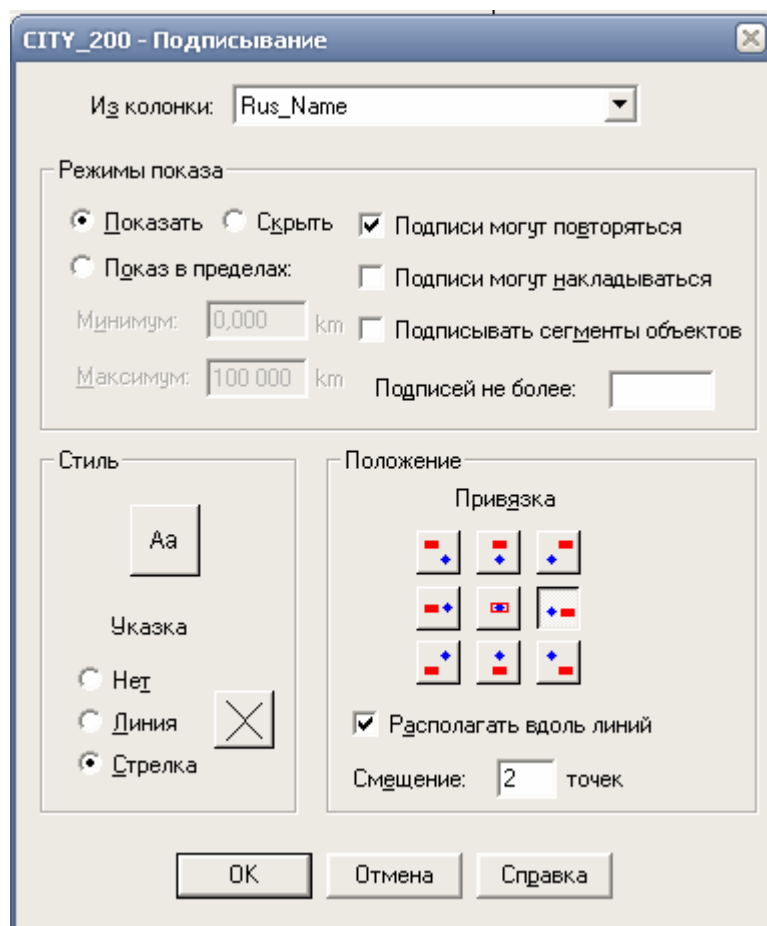 CITY_200 - Подписывание
Из колонки: Rus_Name
Режимы показа
Показать Скрыть Подписи могут повторяться
Показ в пределах: Подписи могут накладываться
Минимум: 0,000 km Подписывать сегменты объектов
Максимум: 100 000 km Подписей не более:
Стиль
Aa
Указка
Нет
Линия
Стрелка
Положение
Привязка
Располагать вдоль линий
Смещение: 2 точек
OK Отмена Справка